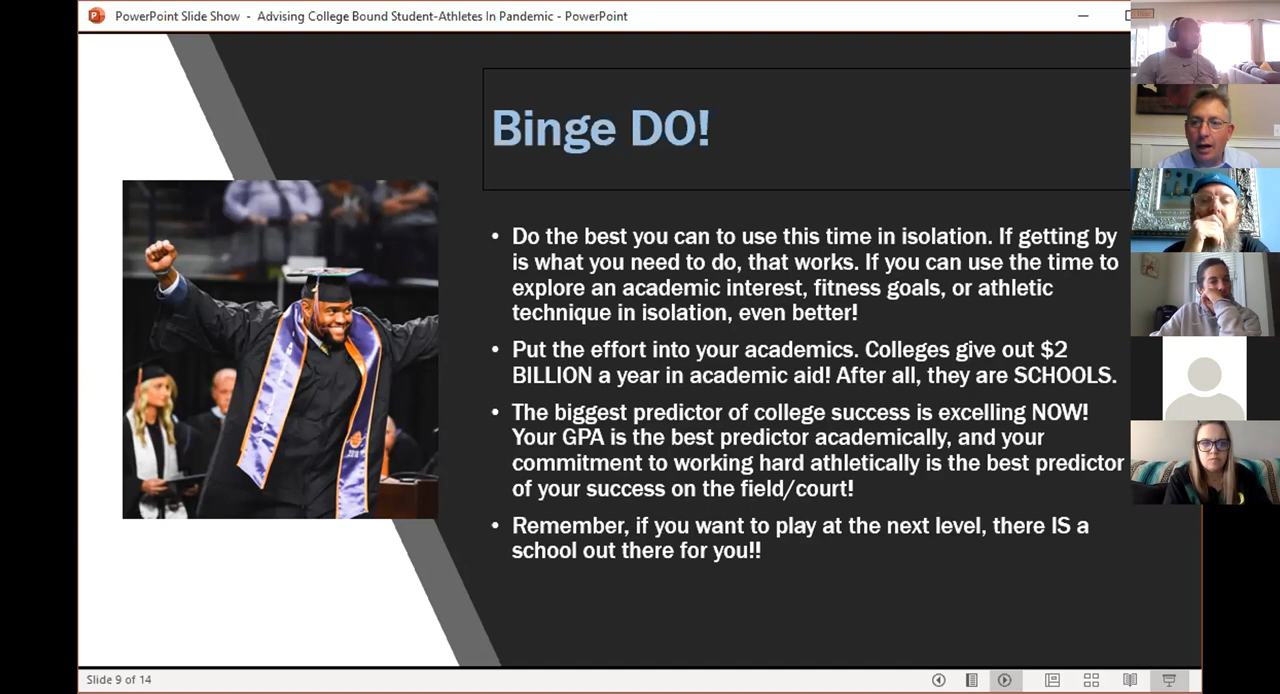 PowerPoint Slide Show - Advising College Bound Student-Athletes In Pandemic - PowerPoint
Binge DO!
• Do the best you can to use this time in isolation. If getting by
is what you need to do, that works. If you can use the time to
explore an academic interest, fitness goals, or athletic
technique in isolation, even better!
• Put the effort into your academics. Colleges give out $2
BILLION a year in academic aid! After all, they are SCHOOLS.
• The biggest predictor of college success is excelling NOW!
Your GPA is the best predictor academically, and your
commitment to working hard athletically is the best predictor
of your success on the field/court!
• Remember, if you want to play at the next level, there IS a
school out there for you!!
Slide 9 of 14